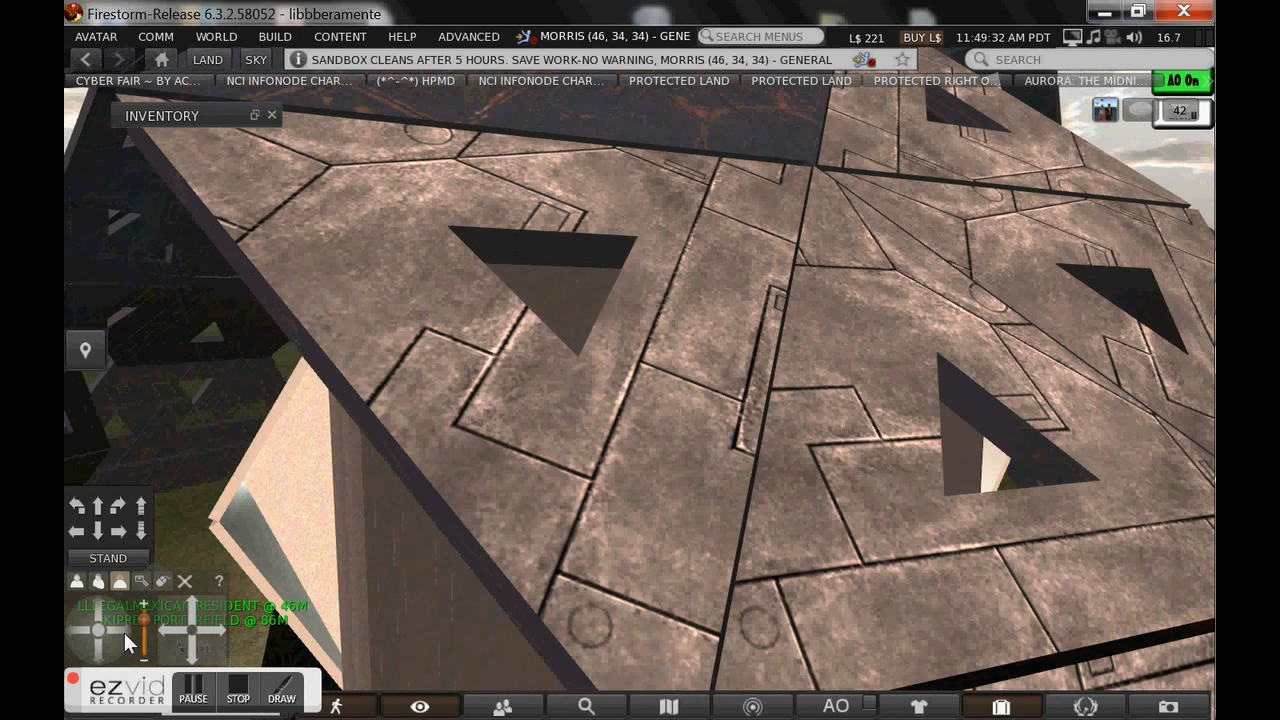 Firestorm-Release 6.3.2.58052 - libbberamente
AVATAR COMM WORLD BUILD CONTENT HELP ADVANCED MORRIS (46, 34, 34) - GENE SEARCH MENUS L$ 221 BUY L$ 11:49:32 AM PDT 16.7
LAND SKY SANDBOX CLEANS AFTER 5 HOURS. SAVE WORK-NO WARNING, MORRIS (46, 34, 34) - GENERAL SEARCH
CYBER FAIR ~ BY AC... NCI INFONODE CHAR... (*^-^*) HPMD NCI INFONODE CHAR... PROTECTED LAND PROTECTED LAND PROTECTED RIGHT O... AURORA: THE MIDNI... AO On
INVENTORY 42
STAND
?
LLLEGALMEXICAN RESIDENT @ 46M
@ 86M
ezvid
RECORDER
PAUSE STOP DRAW AO